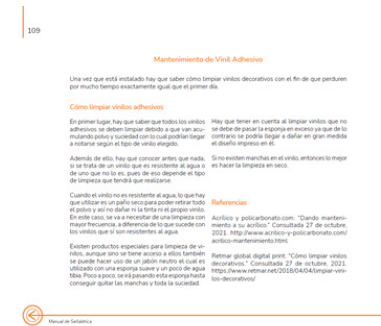 109
Mantenimiento de Vinil Adhesivo
Una vez que está instalado hay que saber cómo limpiar vinilos decorativos con el fin de que perduren
por mucho tiempo exactamente igual que el primer día.
Cómo limpiar vinilos adhesivos
En primer lugar, hay que saber que todos los vinilos
adhesivos se deben limpiar debido a que van acu-
mulando polvo y suciedad con lo cual podrían llegar
a notarse según el tipo de vinilo elegido.
Además de ello, hay que conocer antes que nada,
si se trata de un vinilo que es resistente al agua o
de uno que no lo es, pues de eso depende el tipo
de limpieza que tendrá que realizarse.
Cuando el vinilo no es resistente al agua, lo que hay
que utilizar es un paño seco para poder retirar todo
el polvo y así no dañar ni la tinta ni el propio vinilo.
En este caso, se va a necesitar de una limpieza con
mayor frecuencia, a diferencia de lo que sucede con
los vinilos que sí son resistentes al agua.
Existen productos especiales para limpieza de vi-
nilos, aunque sino se tiene acceso a ellos también
se puede hacer uso de un jabón neutro el cual es
utilizado con una esponja suave y un poco de agua
tibia. Poco a poco, se irá pasando esta esponja hasta
conseguir quitar las manchas y toda la suciedad.
Hay que tener en cuenta al limpiar vinilos que no
se debe de pasar la esponja en exceso ya que de lo
contrario se podría llegar a dañar en gran medida
el diseño impreso en él.
Si no existen manchas en el vinilo, entonces lo mejor
es hacer la limpieza en seco.
Referencias
Acrílico y policarbonato.com. "Dando manteni-
miento a su acrílico." Consultada 27 de octubre,
2021. http://www.acrilico-y-policarbonato.com/
acrilico-mantenimiento.html
Retmar global digital print. "Cómo limpiar vinilos
decorativos." Consultada 27 de octubre, 2021.
https://www.retmar.net/2018/04/04/limpiar-vini-
los-decorativos/
Manual de Señalética